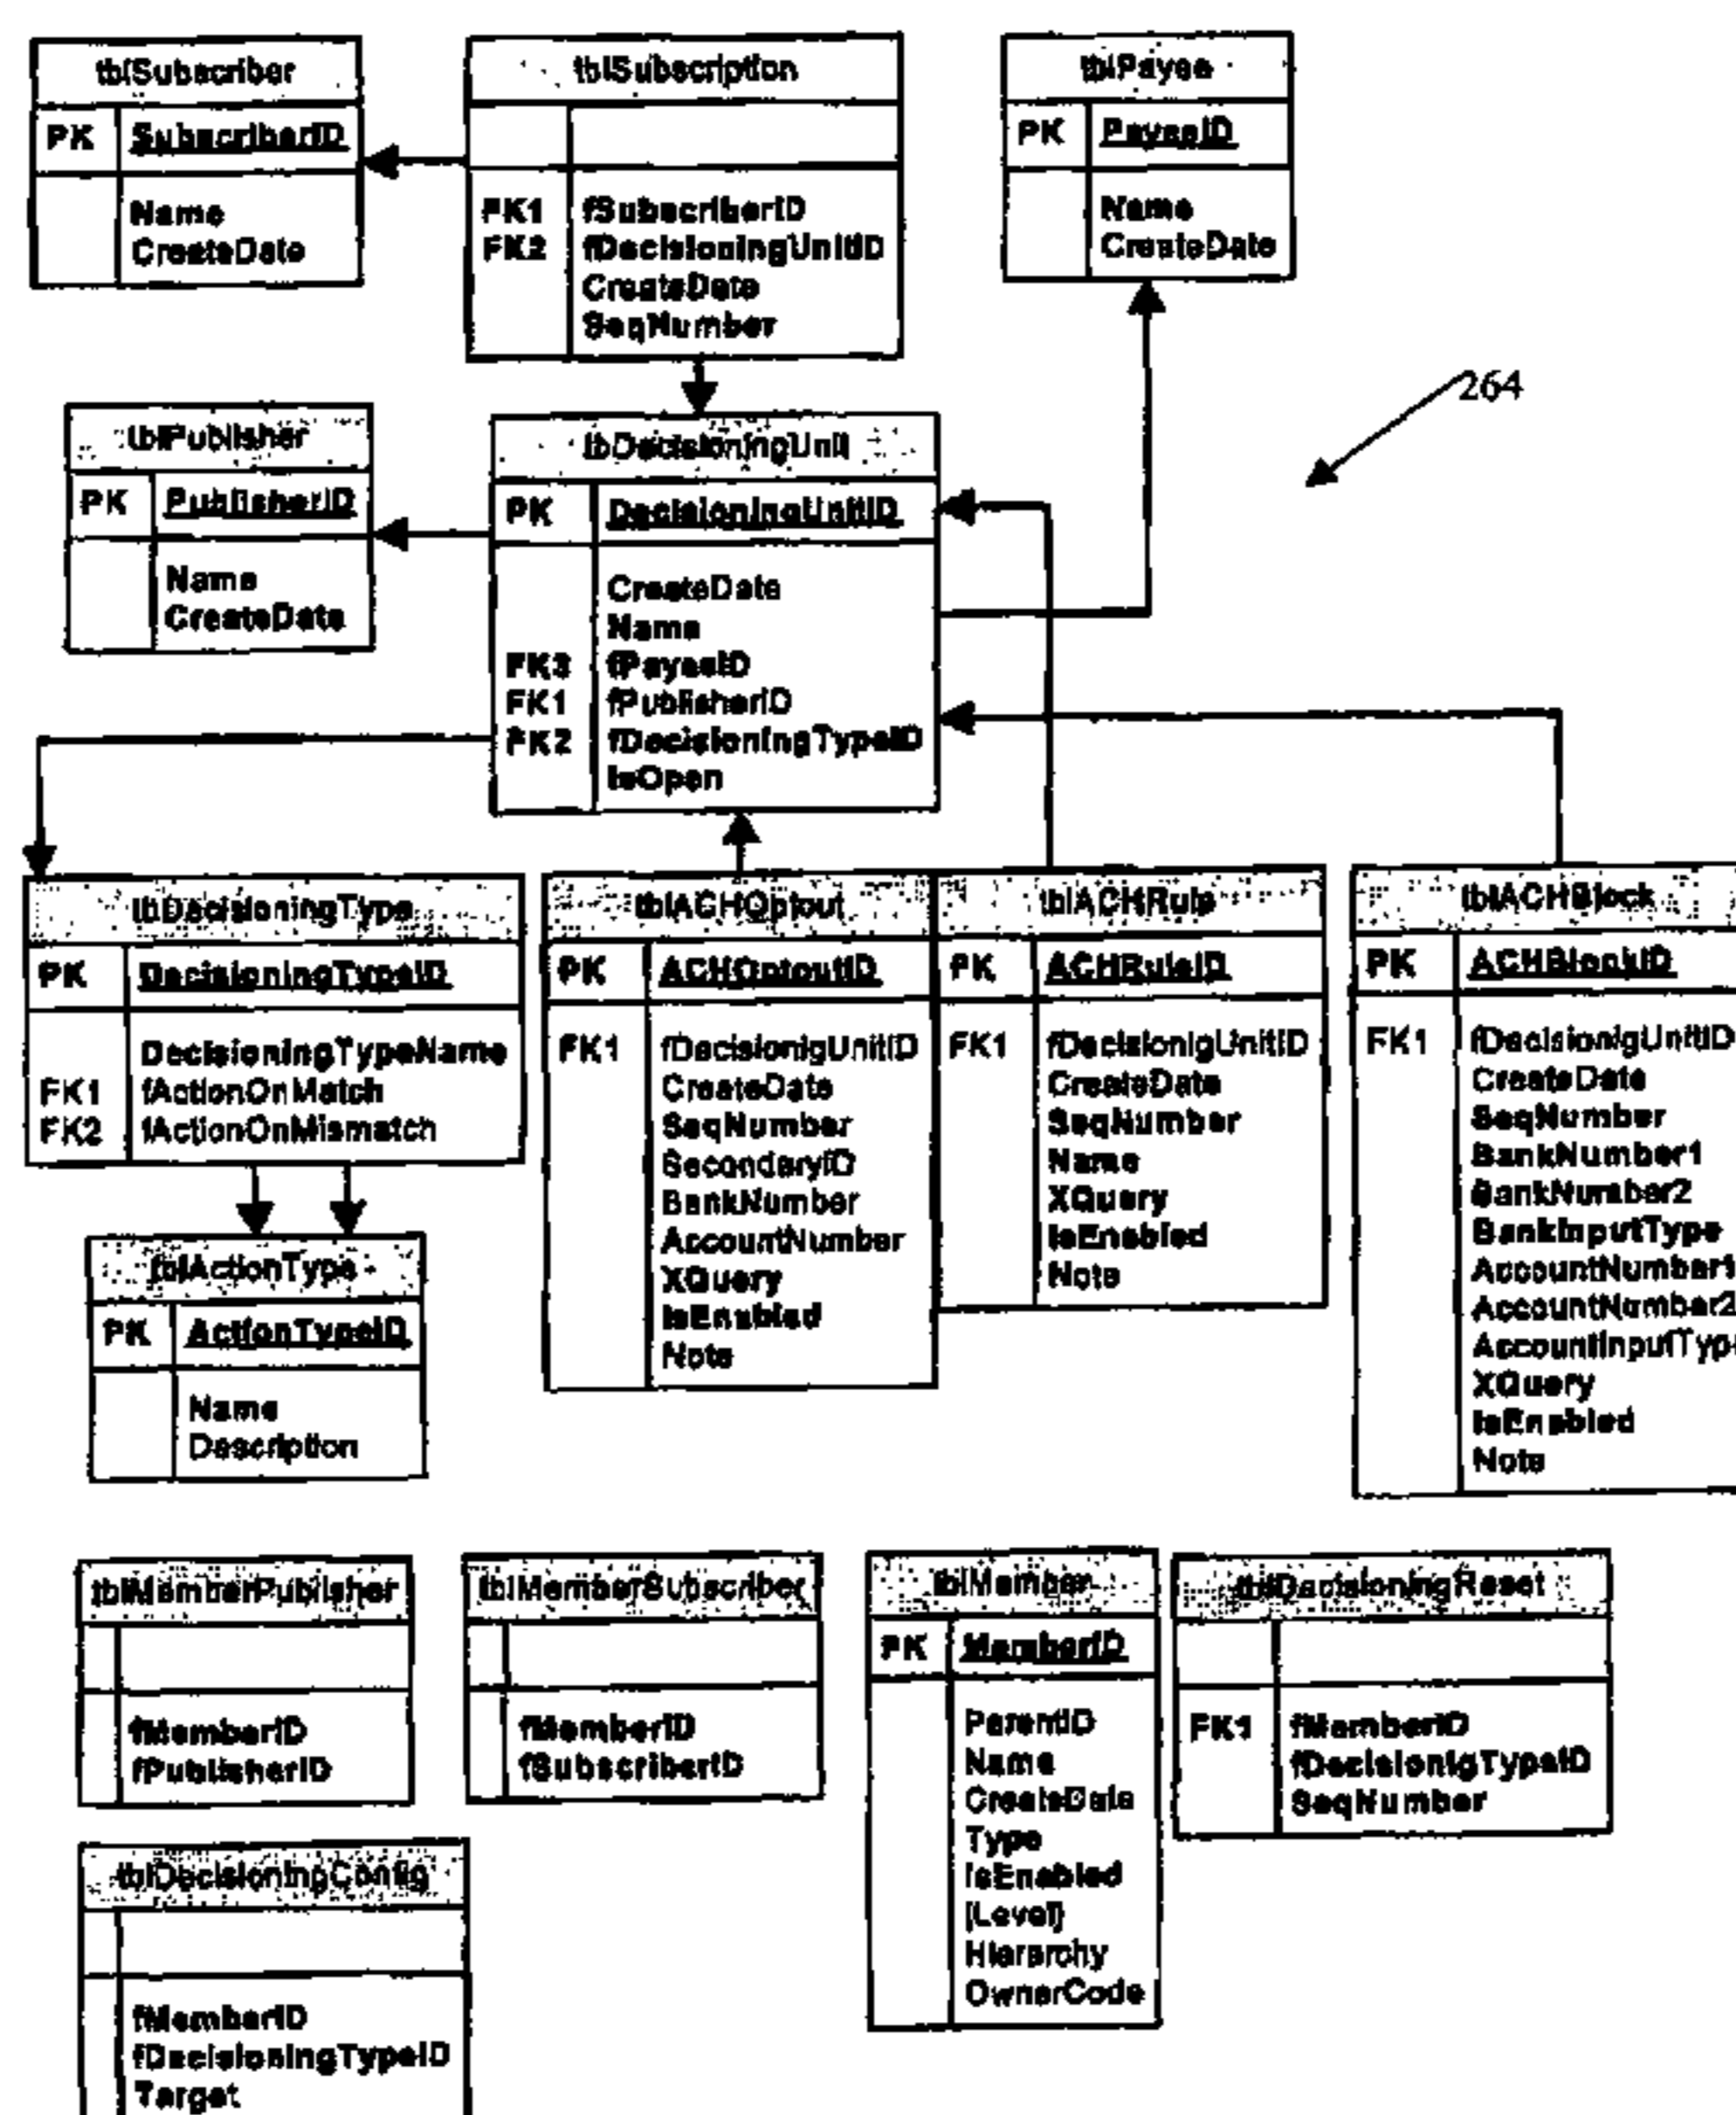 tblSubscriber
PK SubscriberID
Name
CreateDate
tblSubscription
FK1 fSubscriberID
FK2 fDecisioningUnitID
CreateDate
SeqNumber
tblPayee
PK PayeeID
Name
CreateDate
264
tblPublisher
PK PublisherID
Name
CreateDate
tbDecisioningUnit
PK DecisioningUnitID
CreateDate
Name
FK3 fPayeeID
FK1 fPublisherID
FK2 fDecisioningTypeID
IsOpen
tbDecisioningType
PK DecisioningTypeID
DecisioningTypeName
FK1 fActionOnMatch
FK2 fActionOnMismatch
tblACHOptout
PK ACHOptoutID
FK1 fDecisionigUnitID
CreateDate
SeqNumber
SecondaryID
BankNumber
AccountNumber
XQuery
IsEnabled
Note
tblACHRule
PK ACHRuleID
FK1 fDecisionigUnitID
CreateDate
SeqNumber
Name
XQuery
IsEnabled
Note
tblACHBlock
PK ACHBlockID
FK1 fDecisionigUnitID
CreateDate
SeqNumber
BankNumber1
BankNumber2
BankInputType
AccountNumber1
AccountNumber2
AccountInputType
XQuery
IsEnabled
Note
tblActionType
PK ActionTypeID
Name
Description
tblMemberPublisher
fMemberID
fPublisherID
tblMemberSubscriber
fMemberID
fSubscriberID
tblMember
PK MemberID
ParentID
Name
CreateDate
Type
IsEnabled
[Level]
Hierarchy
OwnerCode
tblDecisioningReset
FK1 fMemberID
fDecisionigTypeID
SeqNumber
tblDecisioningConfig
fMemberID
fDecisioningTypeID
Target